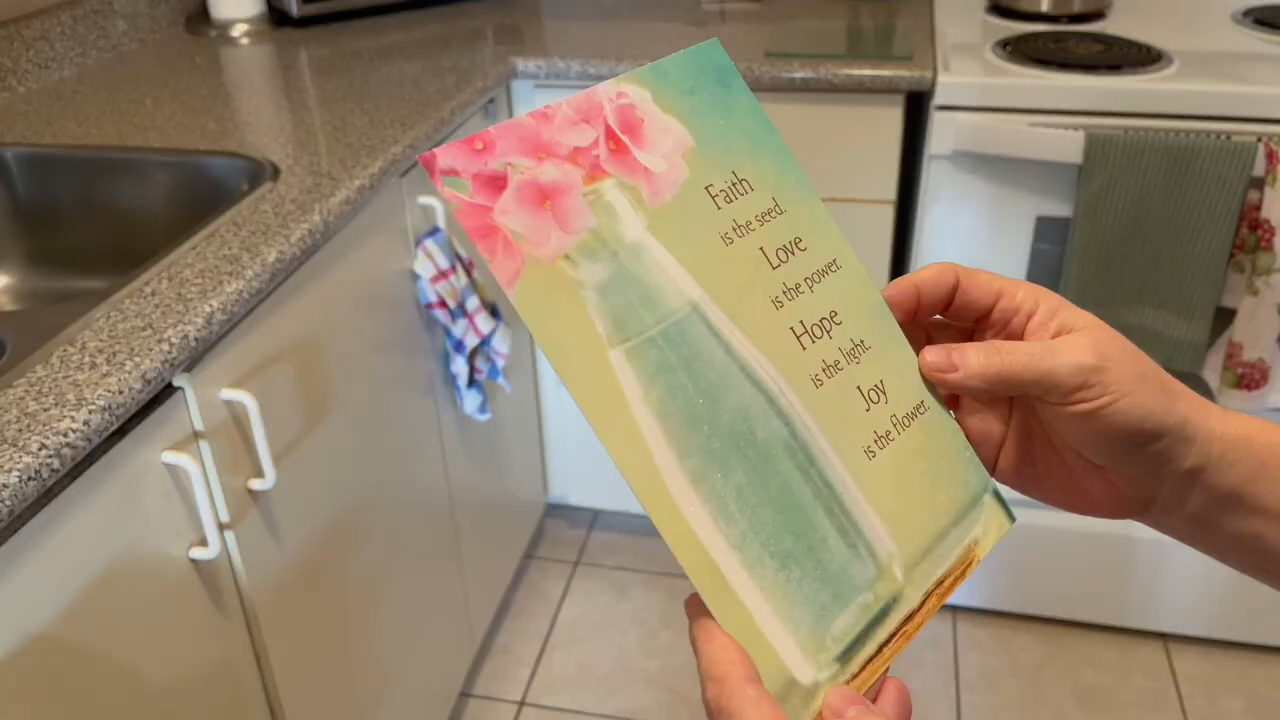 Faith
is the seed.
Love
is the power.
Hope
is the light.
Joy
is the flower.